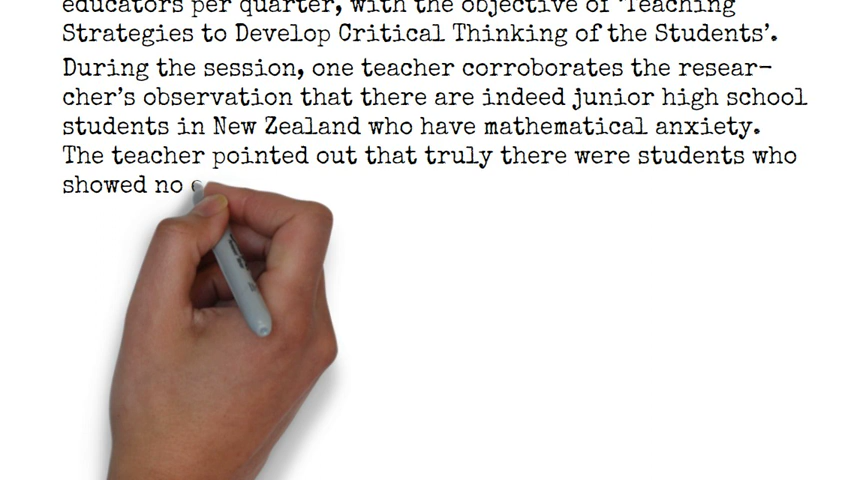 educators per quarter, with the objective of 'Teaching
Strategies to Develop Critical Thinking of the Students'.
During the session, one teacher corroborates the resear-
cher's observation that there are indeed junior high school
students in New Zealand who have mathematical anxiety.
The teacher pointed out that truly there were students who
showed no